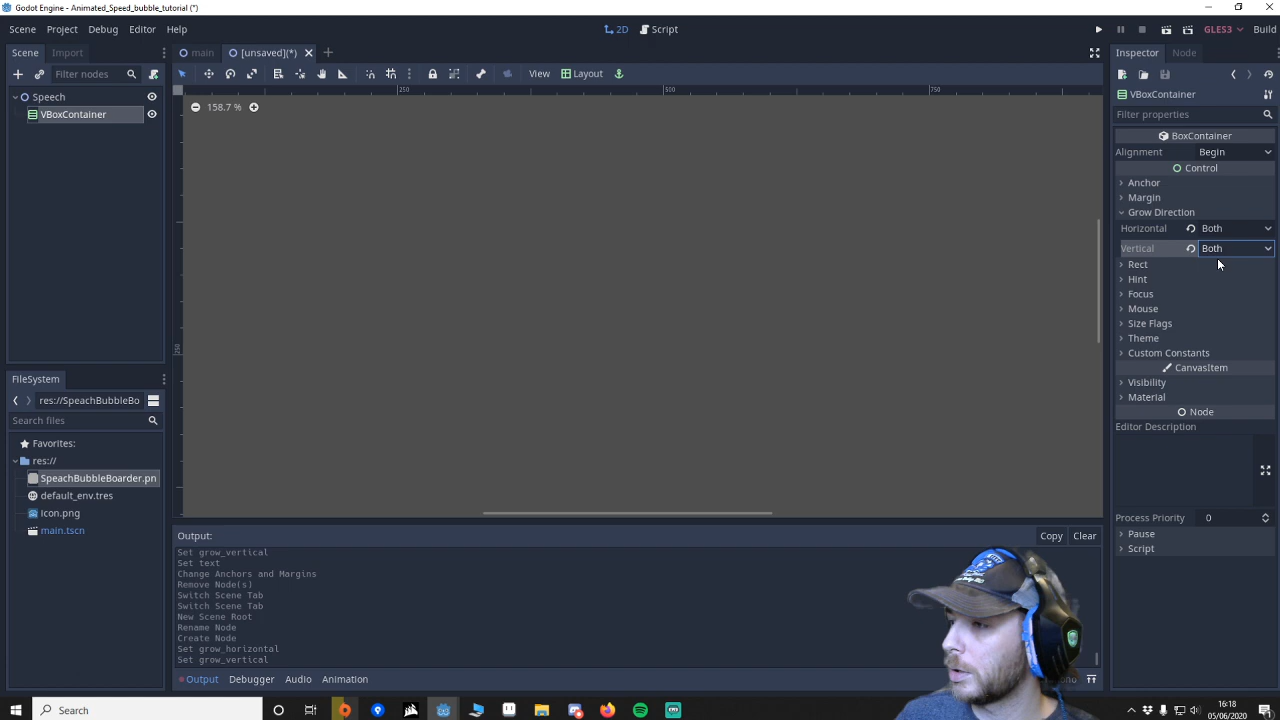 Godot Engine - Animated_Speed_bubble_tutorial (*)
Scene Project Debug Editor Help
2D Script
GLES3 Build
Scene Import
main [unsaved](*)
Inspector Node
Filter nodes
View Layout
Speech
VBoxContainer
250 500 750
158.7 %
250
VBoxContainer
Filter properties
BoxContainer
Alignment Begin
Control
Anchor
Margin
Grow Direction
Horizontal Both
Vertical Both
Rect
Hint
Focus
Mouse
Size Flags
Theme
Custom Constants
CanvasItem
Visibility
Material
Node
Editor Description
Process Priority 0
Pause
Script
FileSystem
res://SpeachBubbleBo
Search files
Favorites:
res://
SpeachBubbleBoarder.pn
default_env.tres
icon.png
main.tscn
Output: Copy Clear
Set grow_vertical
Set text
Change Anchors and Margins
Remove Node(s)
Switch Scene Tab
Switch Scene Tab
New Scene Root
Rename Node
Create Node
Set grow_horizontal
Set grow_vertical
Output Debugger Audio Animation
Search
16:18
05/06/2020